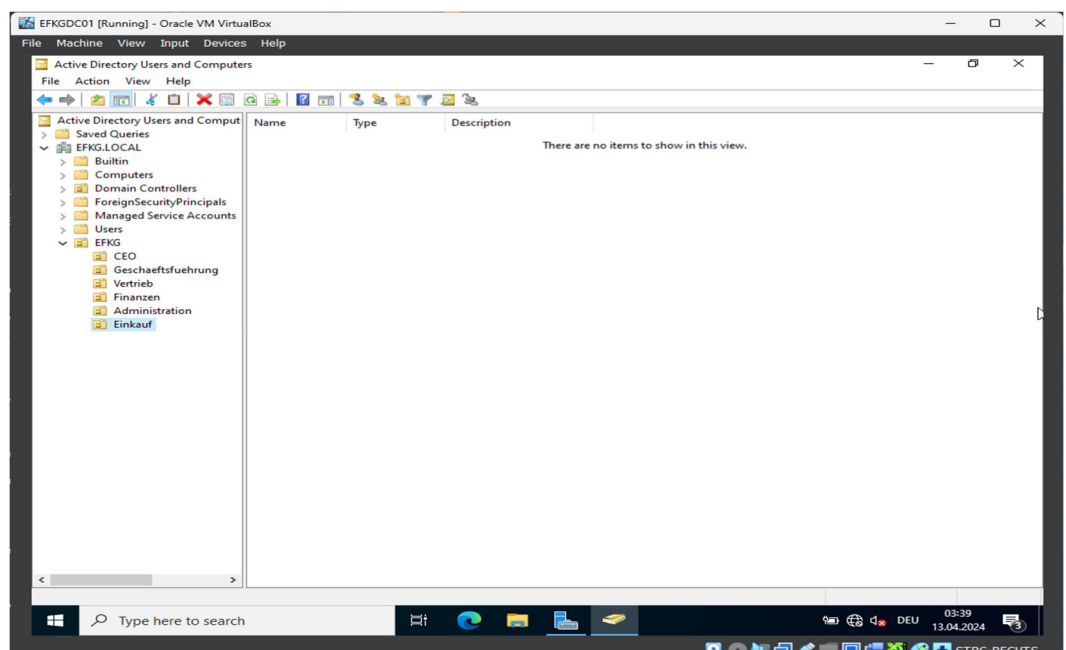 EFKGDC01 [Running] - Oracle VM VirtualBox
File Machine View Input Devices Help
Active Directory Users and Computers
File Action View Help
Active Directory Users and Comput
Saved Queries
EFKG.LOCAL
Builtin
Computers
Domain Controllers
ForeignSecurityPrincipals
Managed Service Accounts
Users
EFKG
CEO
Geschaeftsfuehrung
Vertrieb
Finanzen
Administration
Einkauf
Name Type Description
There are no items to show in this view.
Type here to search
DEU
03:39
13.04.2024
3
STRG-RECHTS